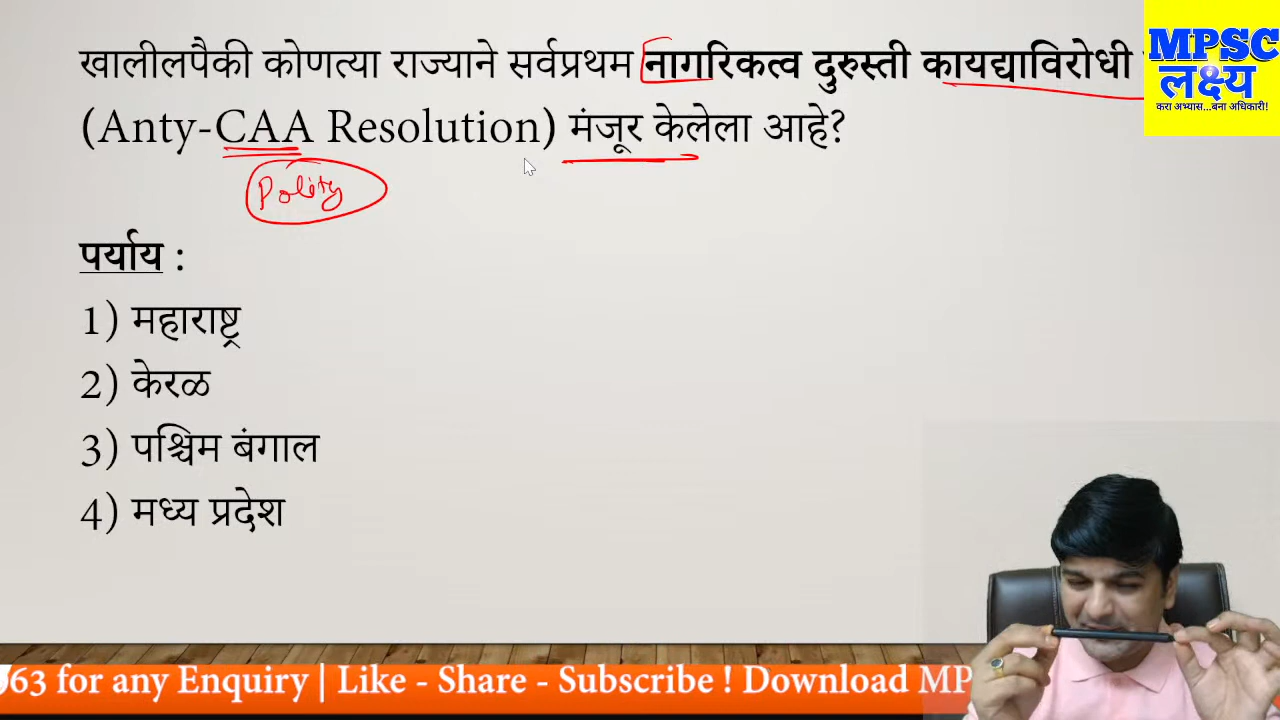 खालीलपैकी कोणत्या राज्याने सर्वप्रथम नागरिकत्व दुरुस्ती कायद्याविरोधी
(Anty-CAA Resolution) मंजूर केलेला आहे?
Polity
पर्याय :
1) महाराष्ट्र
2) केरळ
3) पश्चिम बंगाल
4) मध्य प्रदेश
MPSC
लक्ष्य
करा अभ्यास...बना अधिकारी!
63 for any Enquiry | Like - Share - Subscribe ! Download MP